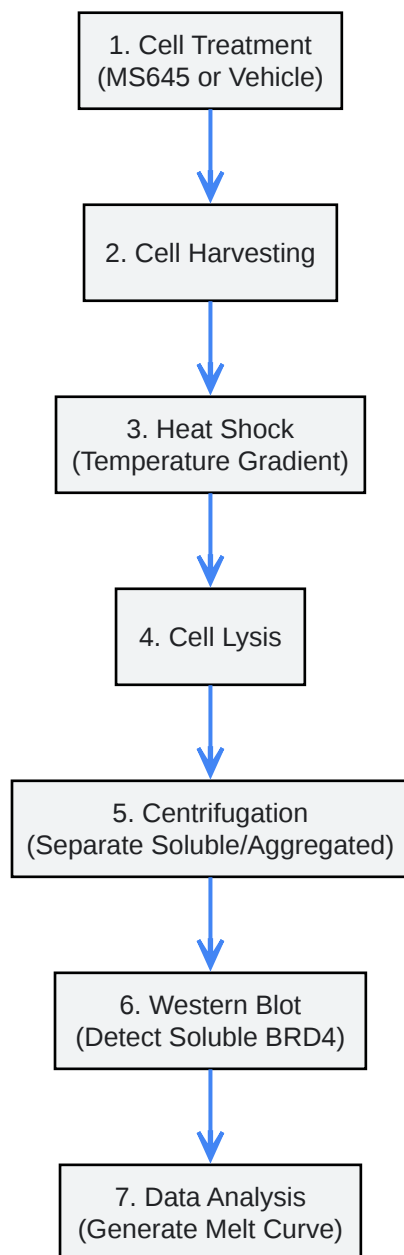 1. Cell Treatment
(MS645 or Vehicle)
2. Cell Harvesting
3. Heat Shock
(Temperature Gradient)
4. Cell Lysis
5. Centrifugation
(Separate Soluble/Aggregated)
6. Western Blot
(Detect Soluble BRD4)
7. Data Analysis
(Generate Melt Curve)